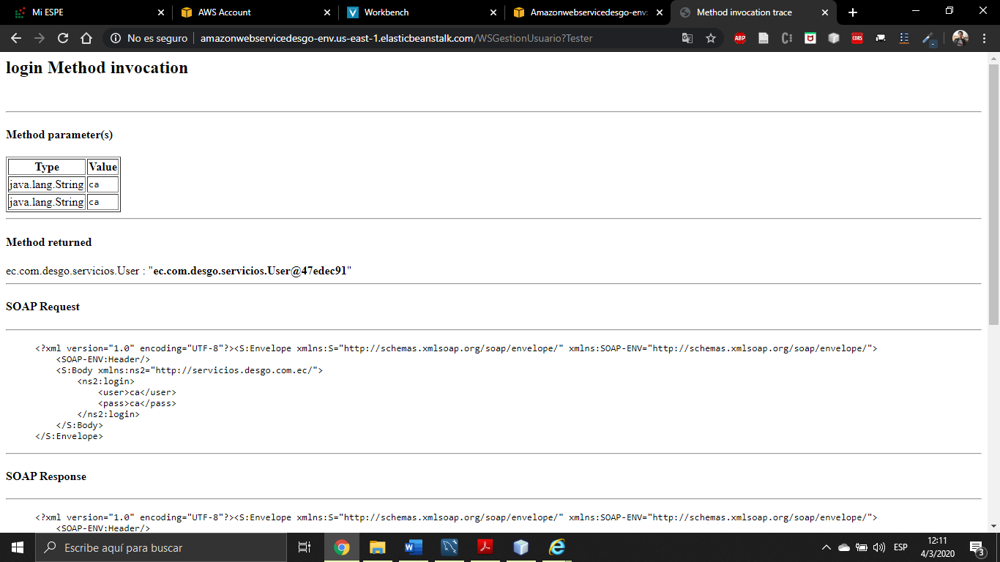 Mi ESPE
AWS Account
Workbench
Amazonwebservicedesgo-env:
Method invocation trace
No es seguro
amazonwebservicedesgo-env.us-east-1.elasticbeanstalk.com/WSGestionUsuario?Tester
ABP
CORS
login Method invocation
Method parameter(s)
Type Value
java.lang.String ca
java.lang.String ca
Method returned
ec.com.desgo.servicios.User : "ec.com.desgo.servicios.User@47edec91"
SOAP Request
<?xml version="1.0" encoding="UTF-8"?><S:Envelope xmlns:S="http://schemas.xmlsoap.org/soap/envelope/" xmlns:SOAP-ENV="http://schemas.xmlsoap.org/soap/envelope/">
<SOAP-ENV:Header/>
<S:Body xmlns:ns2="http://servicios.desgo.com.ec/">
<ns2:login>
<user>ca</user>
<pass>ca</pass>
</ns2:login>
</S:Body>
</S:Envelope>
SOAP Response
<?xml version="1.0" encoding="UTF-8"?><S:Envelope xmlns:S="http://schemas.xmlsoap.org/soap/envelope/" xmlns:SOAP-ENV="http://schemas.xmlsoap.org/soap/envelope/">
<SOAP-ENV:Header/>
Escribe aquí para buscar
ESP
12:11
4/3/2020
3